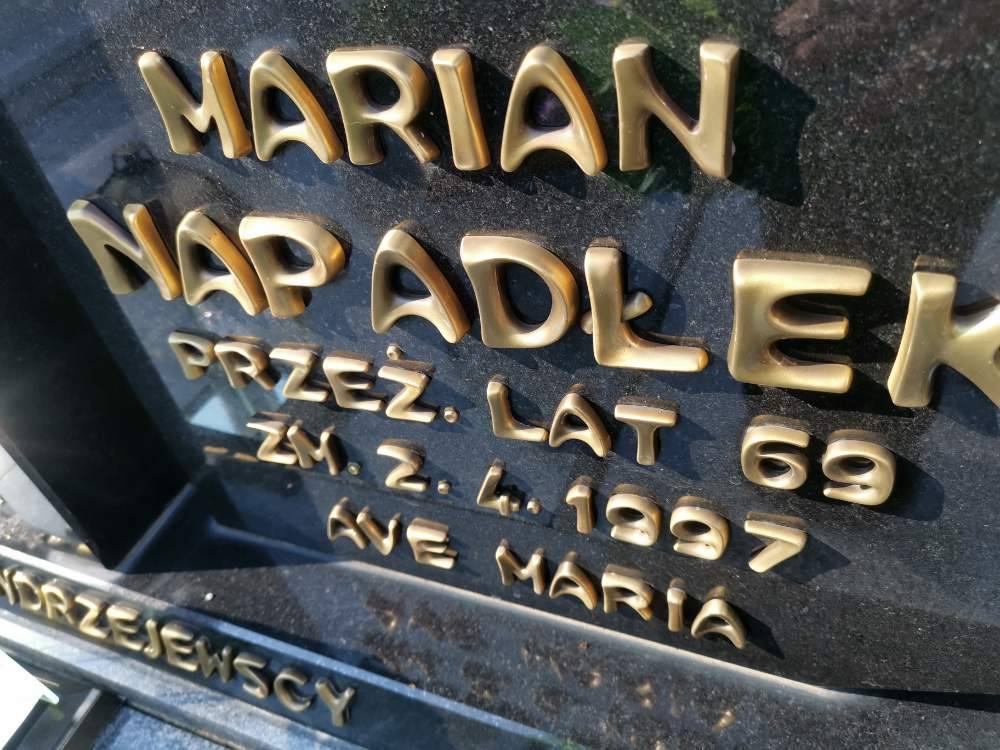 MARIAN
NAPADŁEK
PRZEŻ. LAT 69
ZM. 2. 4. 1997
AVE MARIA
NDRZEJEWSCY